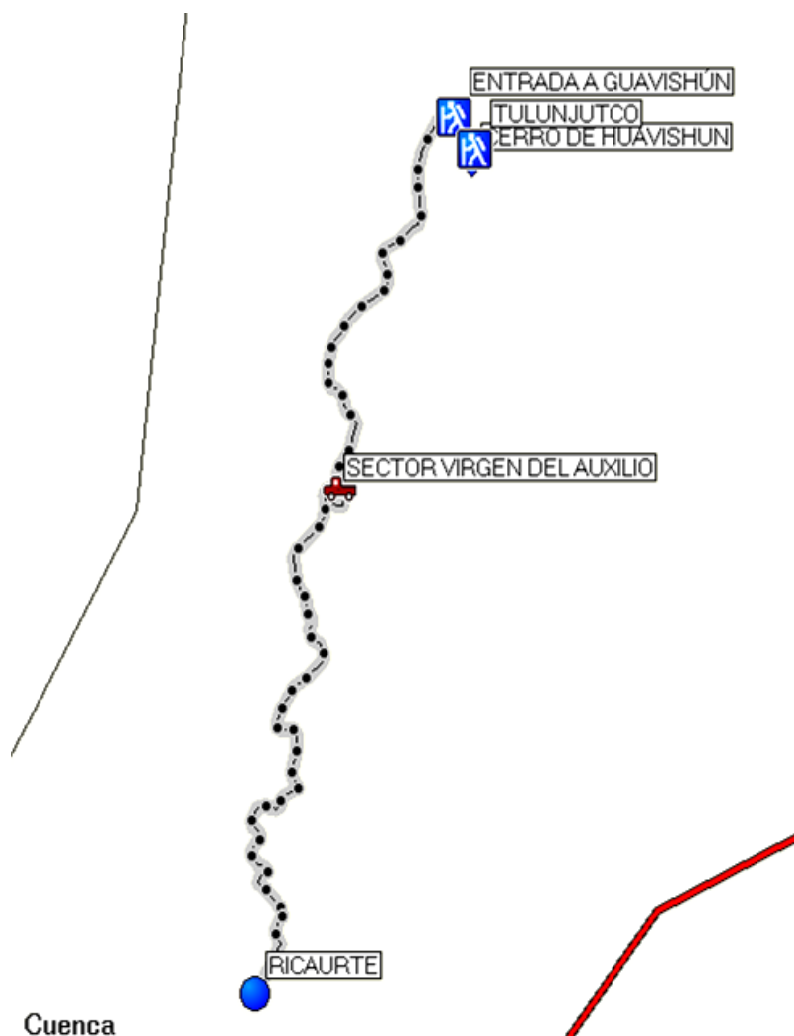 ENTRADA A GUAVISHÚN
TULUNJUTCO
CERRO DE HUAVISHUN
SECTOR VIRGEN DEL AUXILIO
RICAURTE
Cuenca